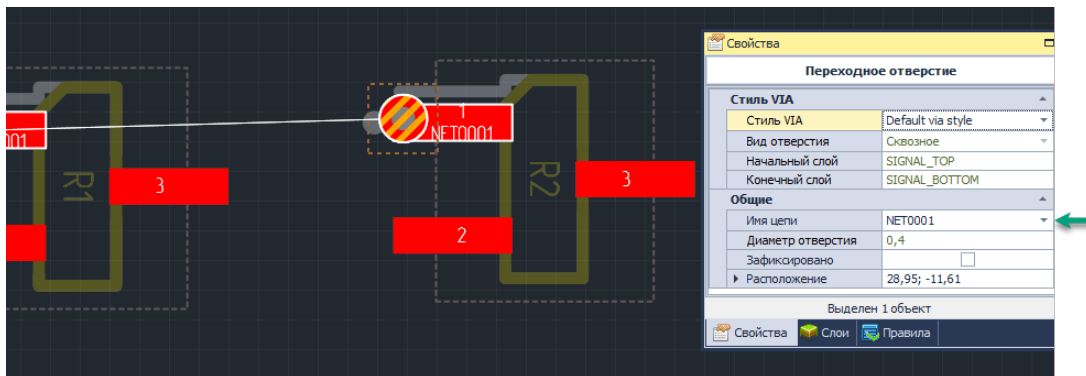 Свойства
Переходное отверстие
Стиль VIA
Стиль VIA Default via style
Вид отверстия Сквозное
Начальный слой SIGNAL_TOP
Конечный слой SIGNAL_BOTTOM
Общие
Имя цепи NET0001
Диаметр отверстия 0,4
Зафиксировано
Расположение 28,95; -11,61
Выделен 1 объект
Свойства Слои Правила
001
R1
3
1
NET0001
R2
3
2